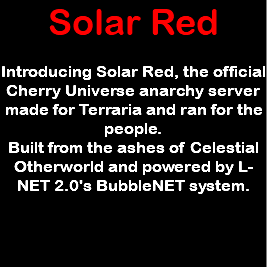 Solar Red
Introducing Solar Red, the official
Cherry Universe anarchy server
made for Terraria and ran for the
people.
Built from the ashes of Celestial
Otherworld and powered by L-
NET 2.0's BubbleNET system.